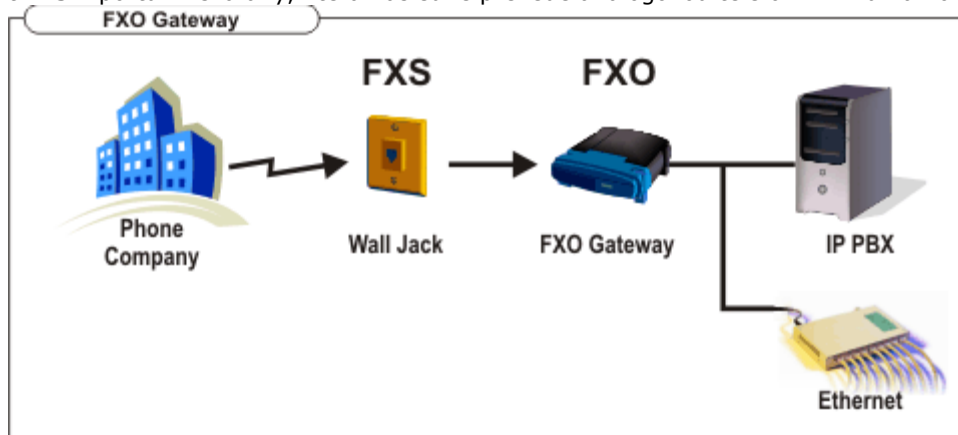 FXO Gateway
FXS
FXO
Phone
Company
Wall Jack
FXO Gateway
IP PBX
Ethernet